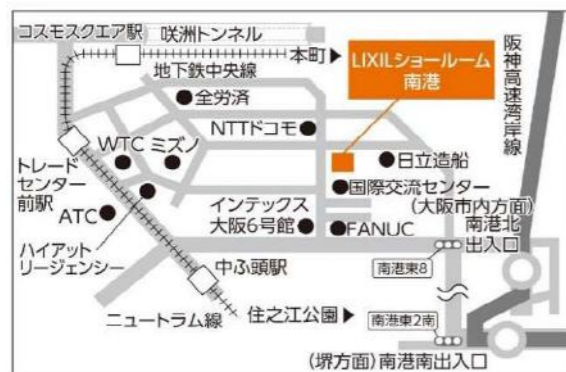 コスモスクエア駅
咲洲トンネル
地下鉄中央線
本町▶
LIXILショールーム
南港
阪神高速湾岸線
全労済
NTTドコモ
WTC
ミズノ
日立造船
トレード
センター
前駅
国際交流センター
ATC
インテックス
大阪6号館
FANUC
(大阪市内方面)
南港北
出入口
ハイアット
リージェンシー
中ふ頭駅
南港東8
ニュートラム線
住之江公園▶
南港東2南
(堺方面)南港南出入口